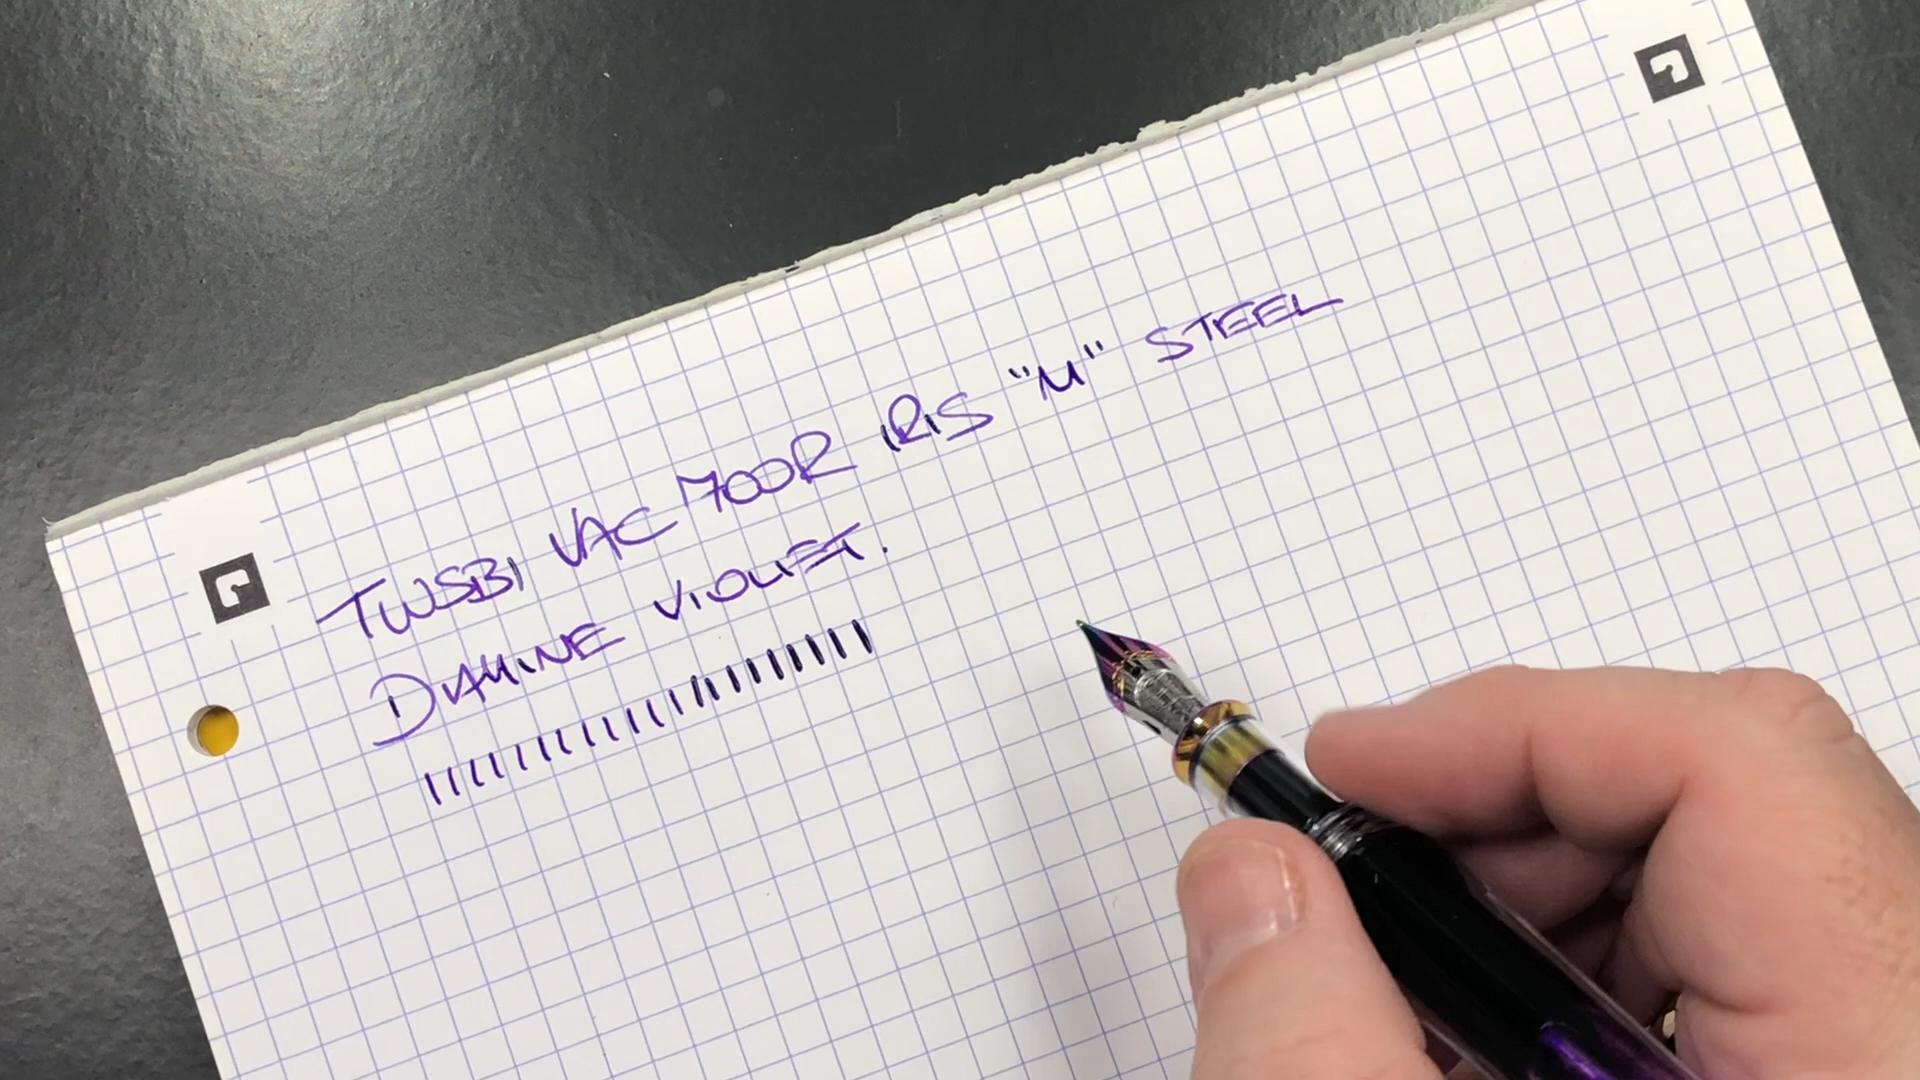 TWSBI VAC 700R IRIS "M" STEEL
DIAMINE VIOLET.